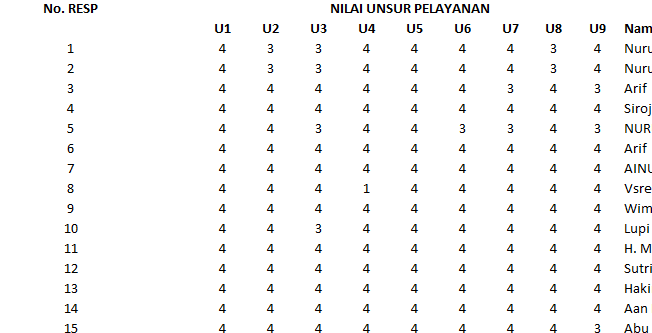 No. RESP NILAI UNSUR PELAYANAN
U1 U2 U3 U4 U5 U6 U7 U8 U9 Nam
1 4 3 3 4 4 4 4 3 4 Nuru
2 4 3 3 4 4 4 4 3 4 Nuru
3 4 4 4 4 4 4 3 4 3 Arif
4 4 4 4 4 4 4 4 4 4 Siroj
5 4 4 3 4 4 3 3 4 3 NUR
6 4 4 4 4 4 4 4 4 4 Arif
7 4 4 4 4 4 4 4 4 4 AINU
8 4 4 4 1 4 4 4 4 4 Vsre
9 4 4 4 4 4 4 4 4 4 Wim
10 4 4 3 4 4 4 4 4 4 Lupi
11 4 4 4 4 4 4 4 4 4 H. M
12 4 4 4 4 4 4 4 4 4 Sutri
13 4 4 4 4 4 4 4 4 4 Haki
14 4 4 4 4 4 4 4 4 4 Aan
15 4 4 4 4 4 4 4 4 3 Abu